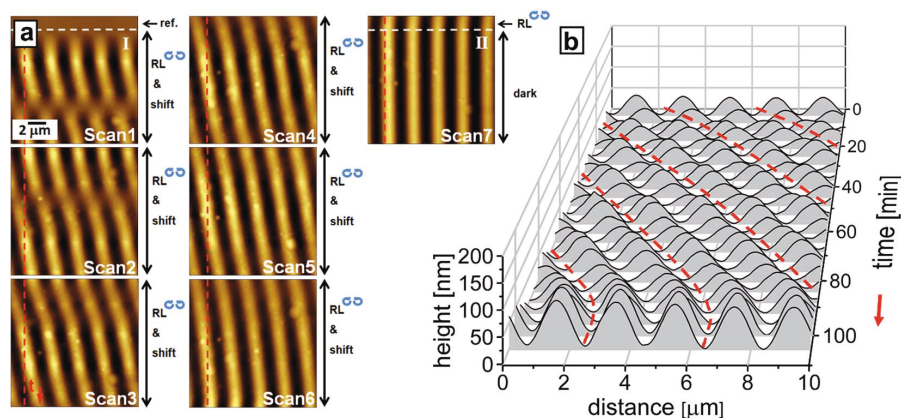 a
I
ref.
RL
&
shift
2 µm
Scan1
RL
&
shift
Scan2
RL
&
shift
t
Scan3
RL
&
shift
Scan4
RL
&
shift
Scan5
RL
&
shift
Scan6
II
RL
dark
Scan7
b
height [nm]
200
150
100
50
0
0 2 4 6 8 10
distance [µm]
0
20
40
60
80
100
time [min]